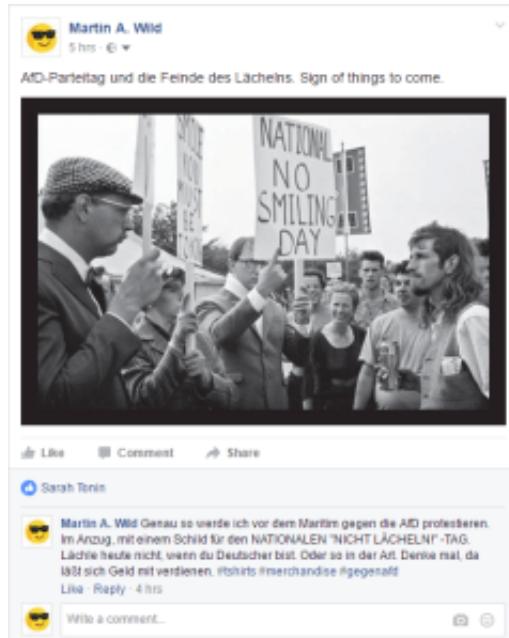 Martin A. Wild
5 hrs ·
AfD-Parteitag und die Feinde des Lächelns. Sign of things to come.
NATIONAL
NO
SMILING
DAY
YOU
MUST
BE
Like Comment Share
Sarah Tonin
Martin A. Wild Genau so werde ich vor dem Maritim gegen die AfD protestieren.
Im Anzug, mit einem Schild für den NATIONALEN "NICHT LÄCHELN!" -TAG.
Lächle heute nicht, wenn du Deutscher bist. Oder so in der Art. Denke mal, da
läßt sich Geld mit verdienen. #tshirts #merchandise #gegenafd
Like · Reply · 4 hrs
Write a comment...